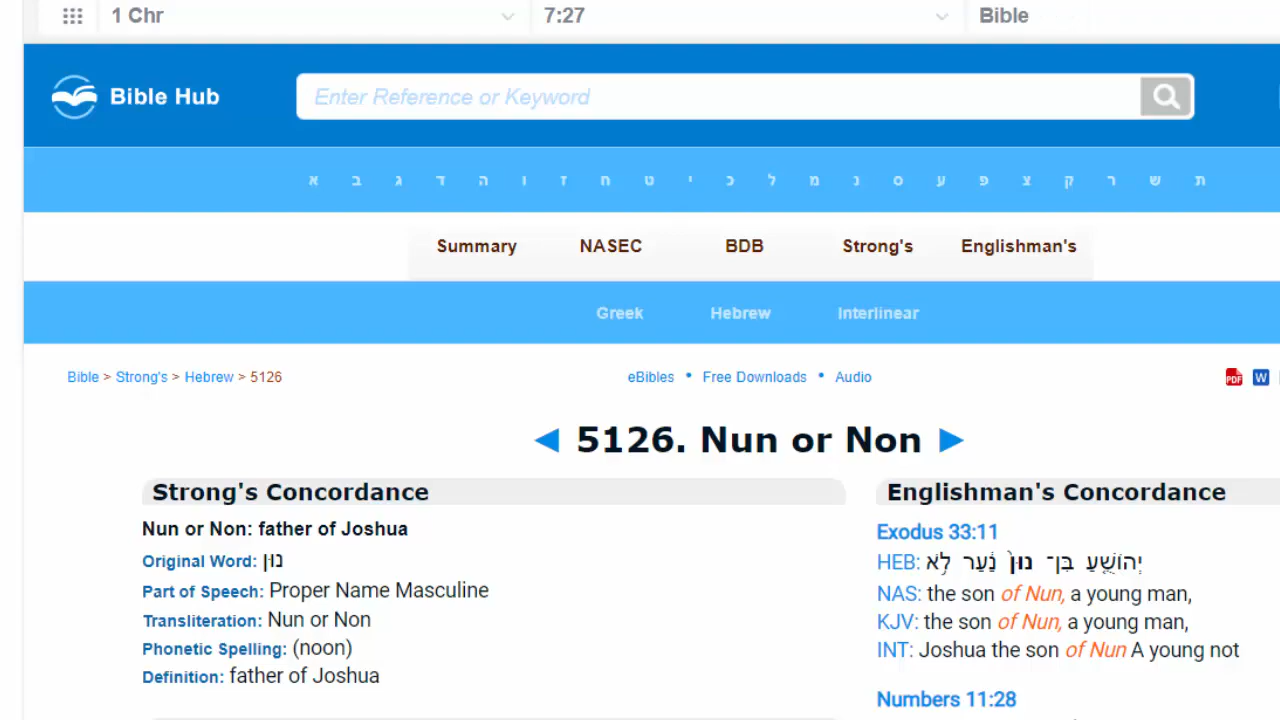 1 Chr 7:27 Bible
Bible Hub Enter Reference or Keyword
א ב ג ד ה ו ז ח ט י כ ל מ נ ס ע פ צ ק ר ש ת
Summary NASEC BDB Strong's Englishman's
Greek Hebrew Interlinear
Bible > Strong's > Hebrew > 5126 eBibles • Free Downloads • Audio PDF W
◄ 5126. Nun or Non ►
Strong's Concordance
Nun or Non: father of Joshua
Original Word: נוּן
Part of Speech: Proper Name Masculine
Transliteration: Nun or Non
Phonetic Spelling: (noon)
Definition: father of Joshua
Englishman's Concordance
Exodus 33:11
HEB: יְהוֹשֻׁ֤עַ בִּן־ נוּן֙ נַ֔עַר לֹ֥א
NAS: the son of Nun, a young man,
KJV: the son of Nun, a young man,
INT: Joshua the son of Nun A young not
Numbers 11:28